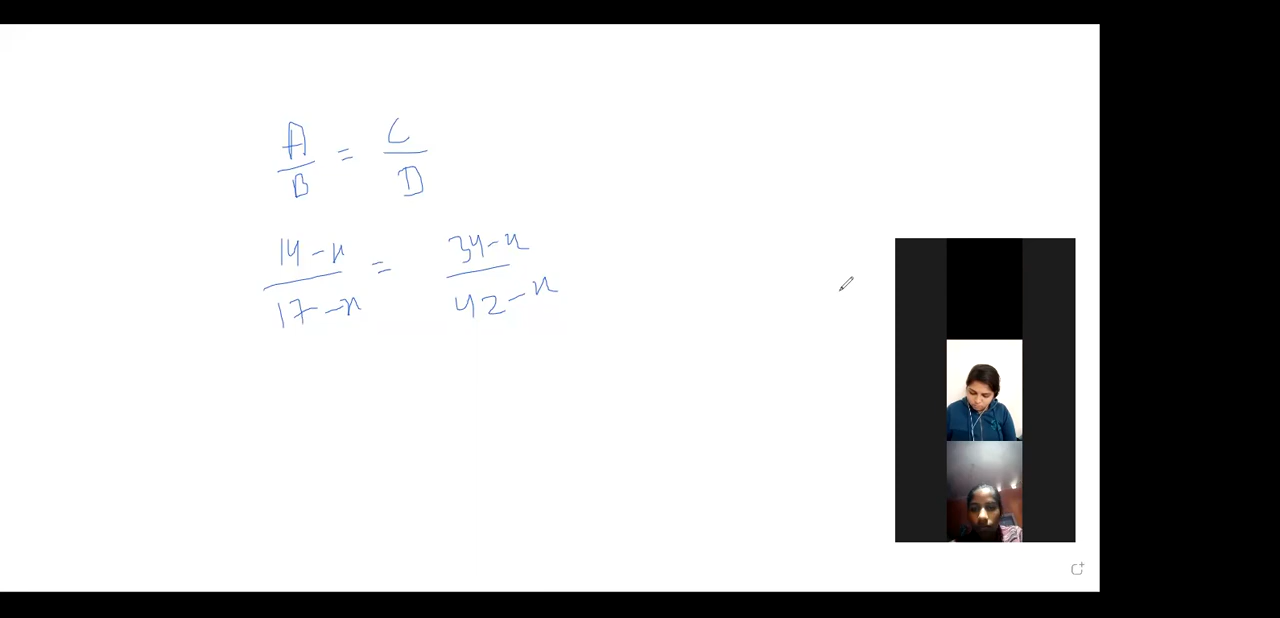 A/B = C/D
14-x/17-x = 34-x/42-x